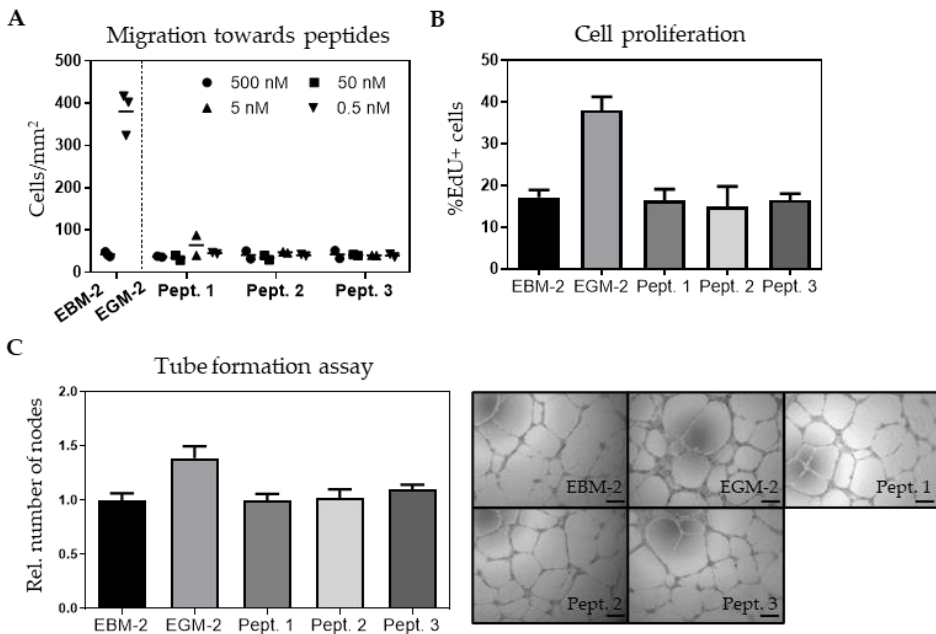 A
Migration towards peptides
500
400
300
200
100
0
Cells/mm²
500 nM
50 nM
5 nM
0.5 nM
EBM-2
EGM-2
Pept. 1
Pept. 2
Pept. 3
B
Cell proliferation
50
40
30
20
10
0
%EdU+ cells
EBM-2
EGM-2
Pept. 1
Pept. 2
Pept. 3
C
Tube formation assay
2.0
1.5
1.0
0.5
0.0
Rel. number of nodes
EBM-2
EGM-2
Pept. 1
Pept. 2
Pept. 3
EBM-2
EGM-2
Pept. 1
Pept. 2
Pept. 3